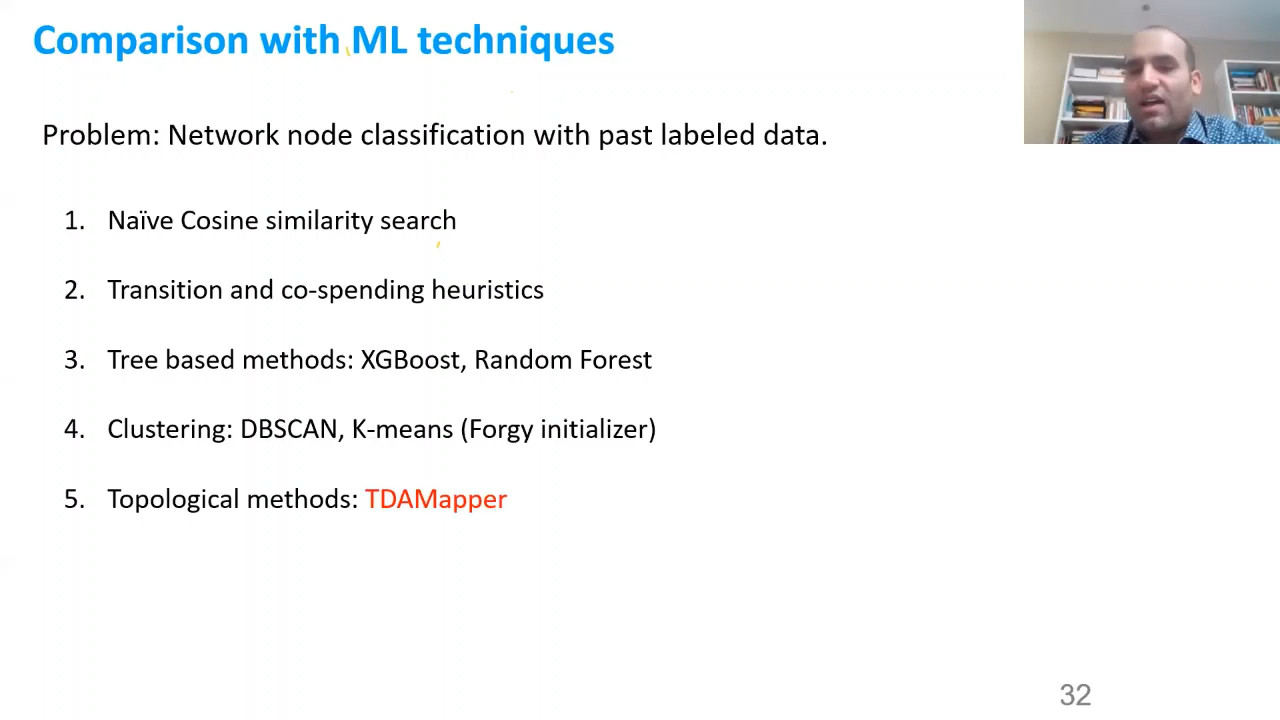 Comparison with ML techniques
Problem: Network node classification with past labeled data.
1. Naïve Cosine similarity search
2. Transition and co-spending heuristics
3. Tree based methods: XGBoost, Random Forest
4. Clustering: DBSCAN, K-means (Forgy initializer)
5. Topological methods: TDAMapper
32